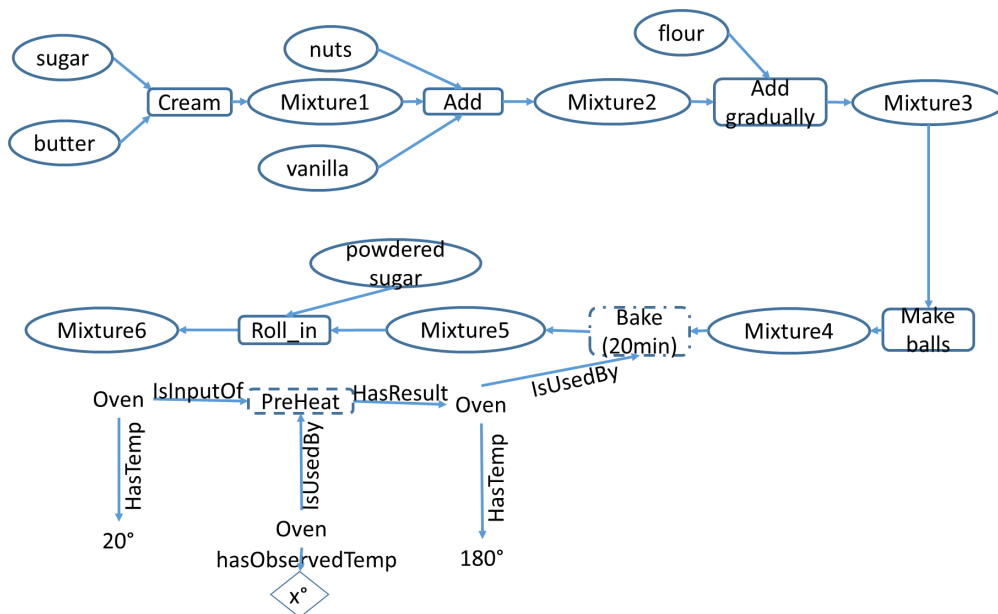 sugar
nuts
flour
Cream
Mixture1
Add
Mixture2
Add
gradually
Mixture3
butter
vanilla
powdered
sugar
Mixture6
Roll_in
Mixture5
Bake
(20min)
Mixture4
Make
balls
IsInputOf
Oven
PreHeat
HasResult
Oven
IsUsedBy
HasTemp
IsUsedBy
HasTemp
20°
Oven
180°
hasObservedTemp
x°